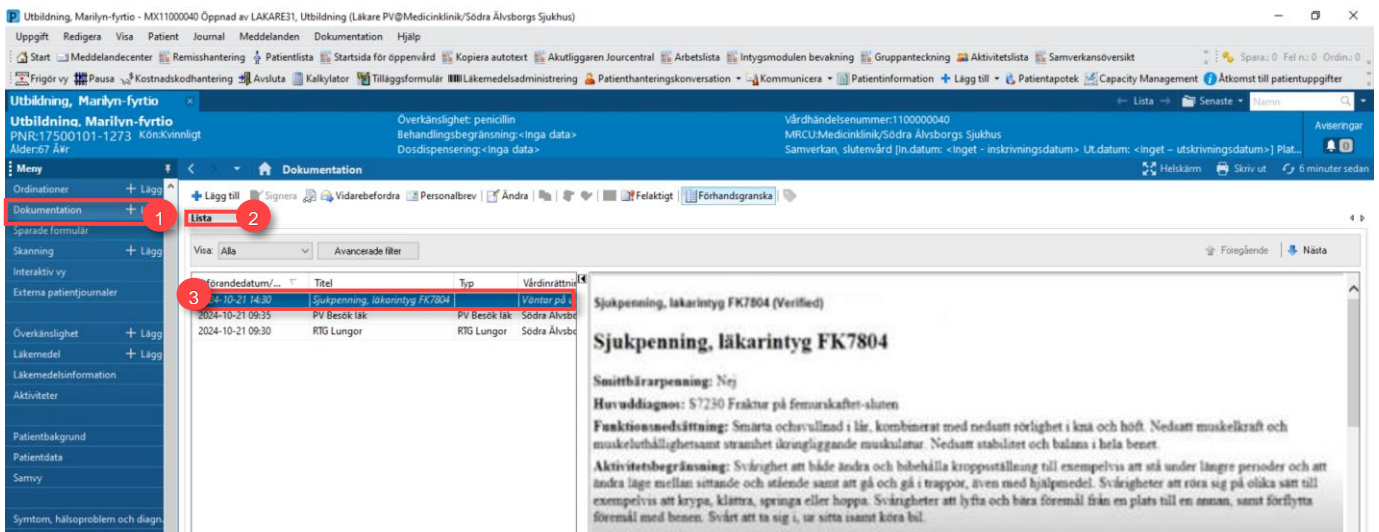 Utbildning, Marilyn-fyrtio - MX11000040 Öppnad av LAKARE31, Utbildning (Läkare PV@Medicinklinik/Södra Älvsborgs Sjukhus)
Uppgift Redigera Visa Patient Journal Meddelanden Dokumentation Hjälp
Start Meddelandecenter Remisshantering Patientlista Startsida för öppenvård Kopiera autotext Akutliggaren Jourcentral Arbetslista Intygsmodulen bevakning Gruppanteckning Aktivitetslista Samverkansöversikt Spara.: 0 Fel n.: 0 Ordin.: 0
Frigör vy Pausa Kostnadskodhantering Avsluta Kalkylator Tilläggsformulär Läkemedelsadministrering Patienthanteringskonversation Kommunicera Patientinformation Lägg till Patientapotek Capacity Management Åtkomst till patientuppgifter
Utbildning, Marilyn-fyrtio × Lista Senaste Namn
Utbildning, Marilyn-fyrtio Överkänslighet: penicillin Vårdhändelsenummer:1100000040
PNR:17500101-1273 Kön:Kvinnligt Behandlingsbegränsning:<Inga data> MRCU:Medicinklinik/Södra Älvsborgs Sjukhus Aviseringar
Ålder:67 Ã¥r Dosdispensering:<Inga data> Samverkan, slutenvård [In.datum: <Inget - inskrivningsdatum> Ut.datum: <Inget – utskrivningsdatum>] Plat... 0
Meny Dokumentation Helskärm Skriv ut 6 minuter sedan
Ordinationer + Lägg
Lägg till Signera Vidarebefordra Personalbrev Ändra Felaktigt Förhandsgranska
Dokumentation + 1
Lista 2
Sparade formulär
Skanning + Lägg
Visa: Alla Avancerade filter Föregående Nästa
Interaktiv vy
Externa patientjournaler
förandedatum/... Titel Typ Vårdinrättnin
3 24-10-21 14:30 Sjukpenning, läkarintyg FK7804 Väntar på u
2024-10-21 09:35 PV Besök läk PV Besök läk Södra Älvsbo
2024-10-21 09:30 RTG Lungor RTG Lungor Södra Älvsbo
Överkänslighet + Lägg
Läkemedel + Lägg
Läkemedelsinformation
Aktiviteter
Patientbakgrund
Patientdata
Samvy
Symtom, hälsoproblem och diagn.
Sjukpenning, läkarintyg FK7804 (Verified)
Sjukpenning, läkarintyg FK7804
Smittbärarpenning: Nej
Huvuddiagnos: S7230 Fraktur på femurskaftet-sluten
Funktionsnedsättning: Smärta ochsvullnad i lår, kombinerat med nedsatt rörlighet i knä och höft. Nedsatt muskelkraft och
muskeluthållighetsamt stramhet ikringliggande muskulatur. Nedsatt stabilitet och balans i hela benet.
Aktivitetsbegränsning: Svårighet att både ändra och bibehålla kroppsställning till exempelvis att stå under längre perioder och att
ändra läge mellan sittande och stående samt att gå och gå i trappor, även med hjälpmedel. Svårigheter att röra sig på olika sätt till
exempelvis att krypa, klättra, springa eller hoppa. Svårigheter att lyfta och bära föremål från en plats till en annan, samt förflytta
föremål med benen. Svårt att ta sig i, ur sitta isamt köra bil.